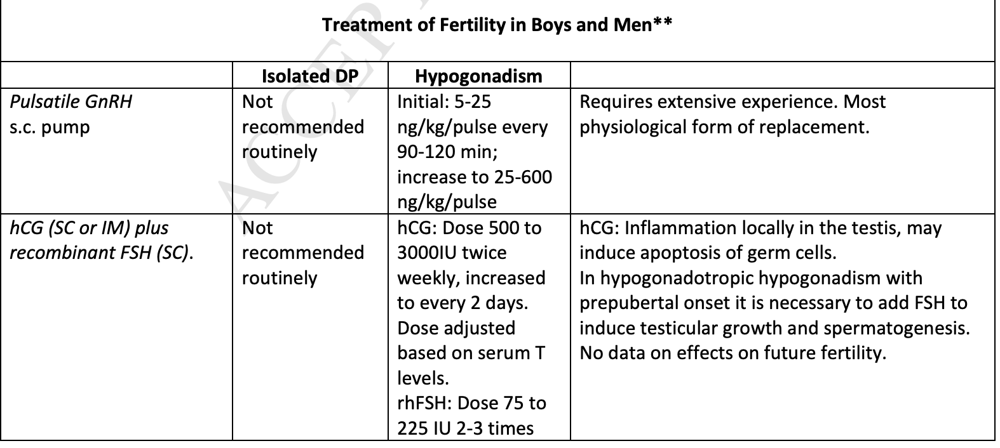 Treatment of Fertility in Boys and Men**
Isolated DP
Hypogonadism
Pulsatile GnRH
s.c. pump
Not
recommended
routinely
Initial: 5-25
ng/kg/pulse every
90-120 min;
increase to 25-600
ng/kg/pulse
Requires extensive experience. Most
physiological form of replacement.
hCG (SC or IM) plus
recombinant FSH (SC).
Not
recommended
routinely
hCG: Dose 500 to
3000IU twice
weekly, increased
to every 2 days.
Dose adjusted
based on serum T
levels.
rhFSH: Dose 75 to
225 IU 2-3 times
hCG: Inflammation locally in the testis, may
induce apoptosis of germ cells.
In hypogonadotropic hypogonadism with
prepubertal onset it is necessary to add FSH to
induce testicular growth and spermatogenesis.
No data on effects on future fertility.
ACCEP